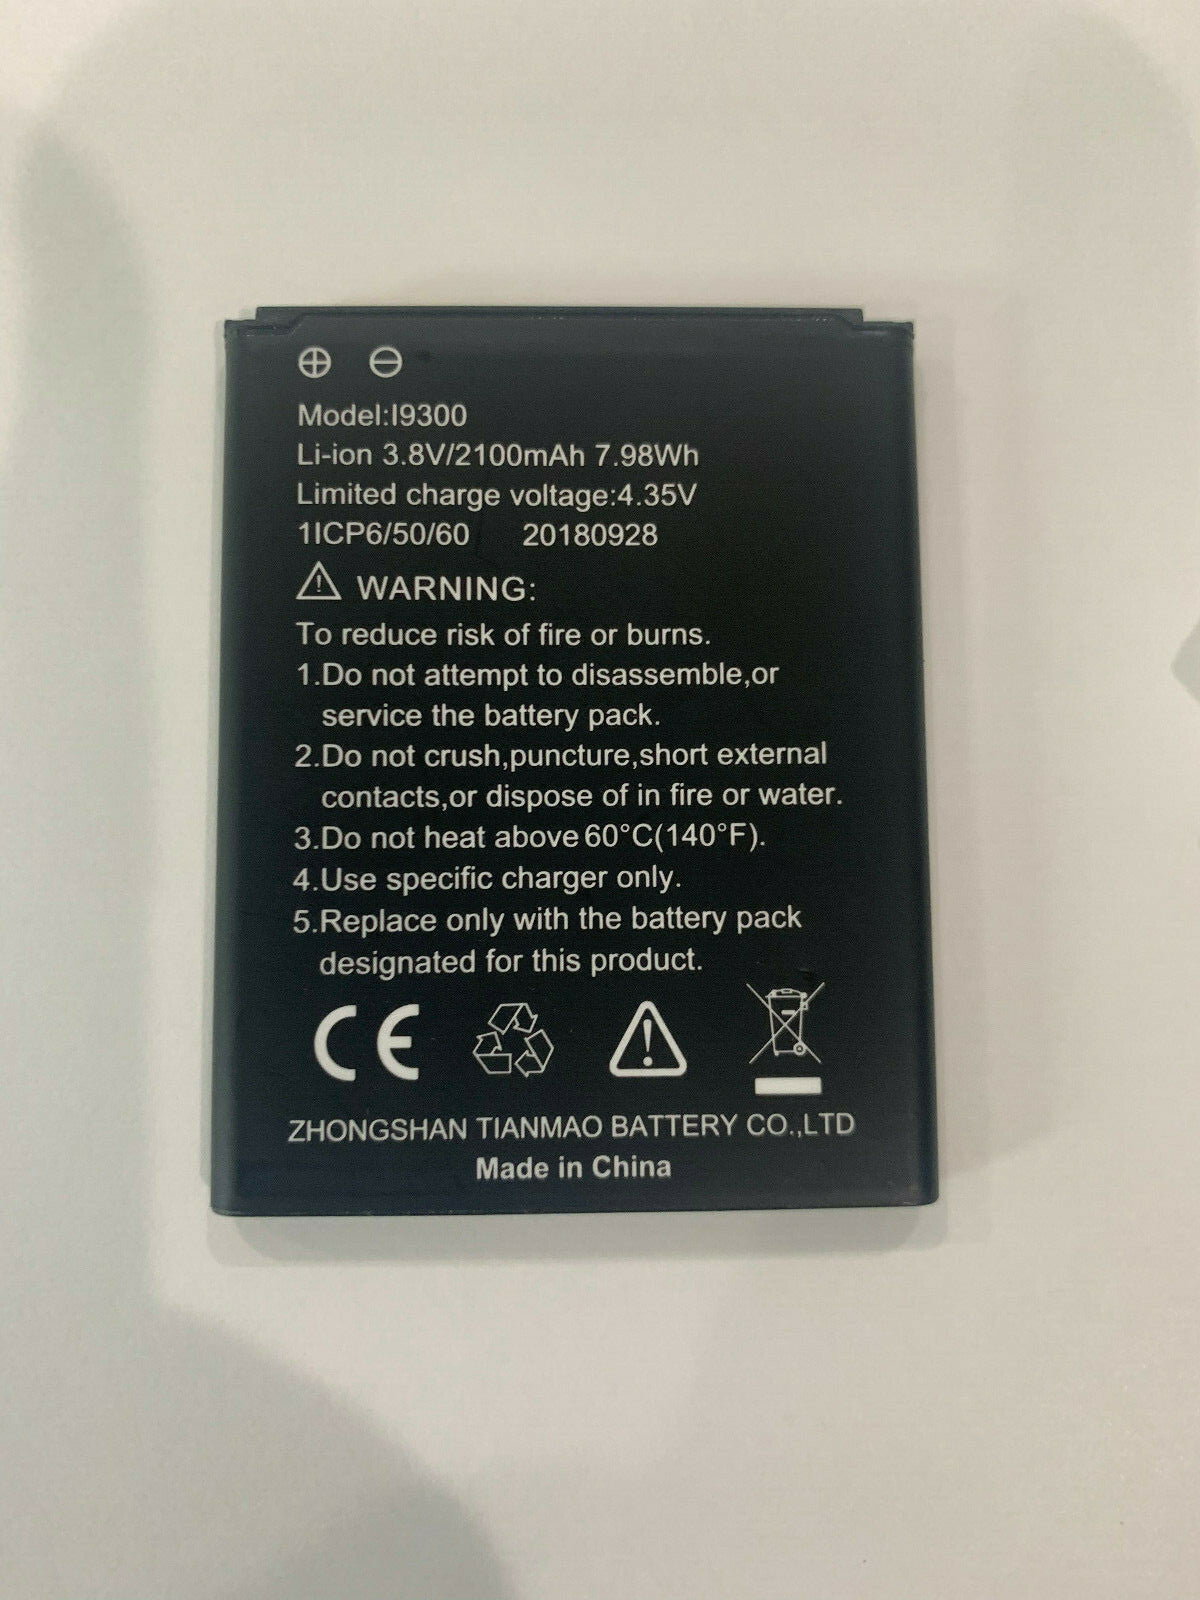 Model:I9300
Li-ion 3.8V/2100mAh 7.98Wh
Limited charge voltage:4.35V
1ICP6/50/60 20180928
WARNING:
To reduce risk of fire or burns.
1.Do not attempt to disassemble,or
service the battery pack.
2.Do not crush,puncture,short external
contacts,or dispose of in fire or water.
3.Do not heat above 60°C(140°F).
4.Use specific charger only.
5.Replace only with the battery pack
designated for this product.
CE
ZHONGSHAN TIANMAO BATTERY CO.,LTD
Made in China